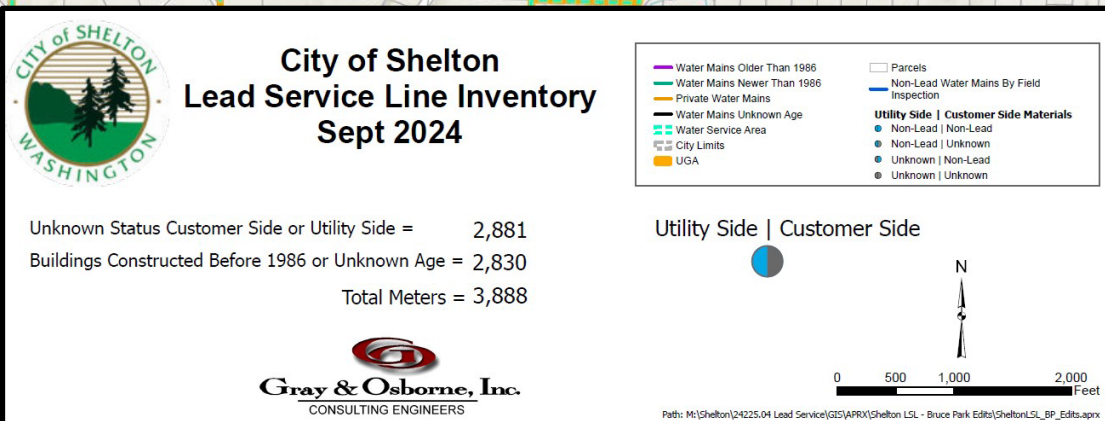 CITY of SHELTON
WASHINGTON
City of Shelton
Lead Service Line Inventory
Sept 2024
Unknown Status Customer Side or Utility Side = 2,881
Buildings Constructed Before 1986 or Unknown Age = 2,830
Total Meters = 3,888
G
Gray & Osborne, Inc.
CONSULTING ENGINEERS
Water Mains Older Than 1986
Water Mains Newer Than 1986
Private Water Mains
Water Mains Unknown Age
Water Service Area
City Limits
UGA
Parcels
Non-Lead Water Mains By Field
Inspection
Utility Side | Customer Side Materials
Non-Lead | Non-Lead
Non-Lead | Unknown
Unknown | Non-Lead
Unknown | Unknown
Utility Side | Customer Side
N
0 500 1,000 2,000
Feet
Path: M:\Shelton\24225.04 Lead Service\GIS\APRX\Shelton LSL - Bruce Park Edits\SheltonLSL_BP_Edits.aprx